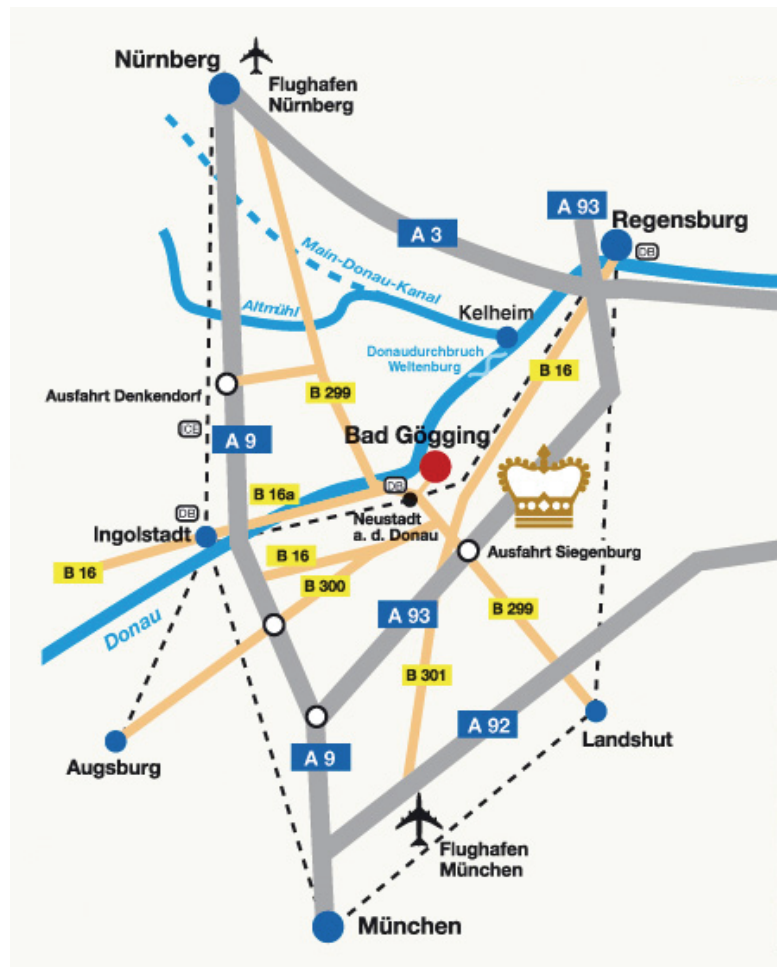 Nürnberg
Flughafen
Nürnberg
A 93
Regensburg
A 3
DB
Main-Donau-Kanal
Altmühl
Kelheim
Donaudurchbruch
Weltenburg
B 16
Ausfahrt Denkendorf
B 299
ICE
A 9
Bad Gögging
DB
B 16a
DB
Ingolstadt
Neustadt
a. d. Donau
B 16
B 16
Ausfahrt Siegenburg
B 300
Donau
A 93
B 299
B 301
A 92
Landshut
Augsburg
A 9
Flughafen
München
München